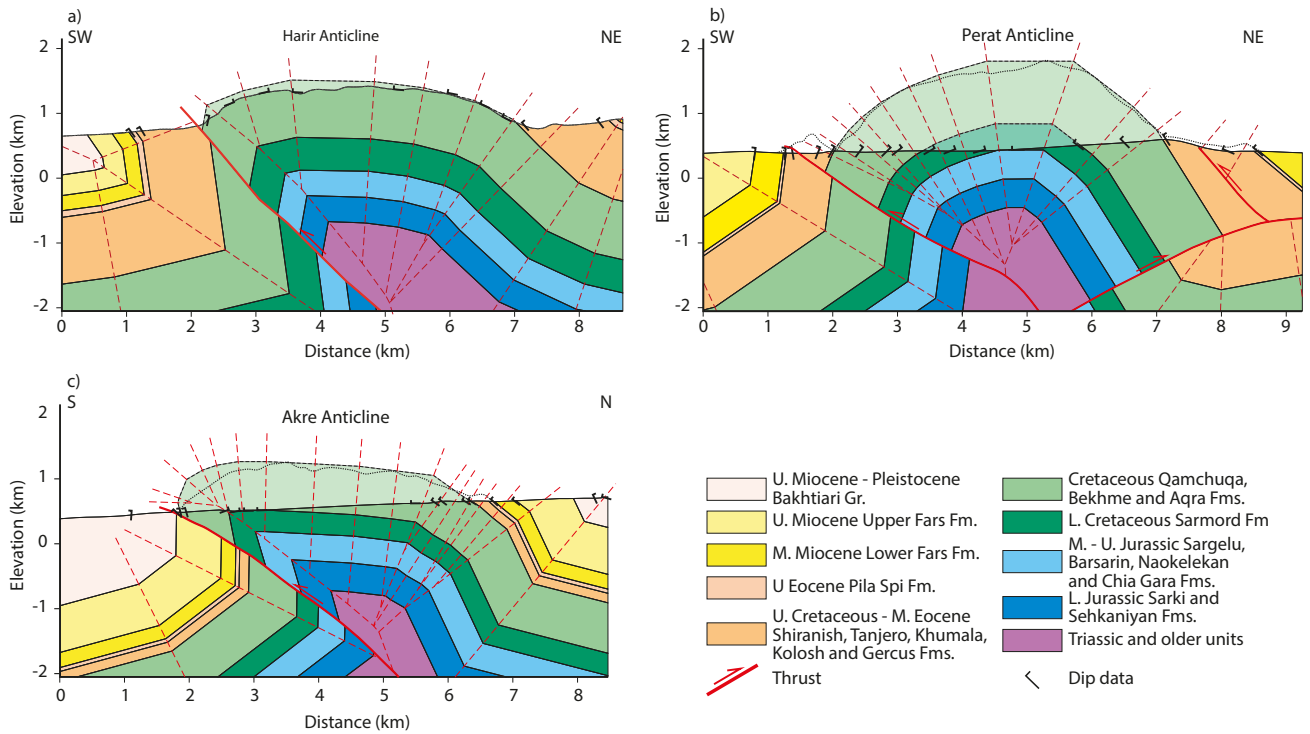 a)
SW
Harir Anticline
NE
2
1
0
-1
-2
Elevation (km)
0 1 2 3 4 5 6 7 8
Distance (km)
b)
SW
Perat Anticline
NE
2
1
0
-1
-2
Elevation (km)
0 1 2 3 4 5 6 7 8 9
Distance (km)
c)
S
Akre Anticline
N
2
1
0
-1
-2
Elevation (km)
0 1 2 3 4 5 6 7 8
Distance (km)
U. Miocene - Pleistocene
Bakhtiari Gr.
U. Miocene Upper Fars Fm.
M. Miocene Lower Fars Fm.
U Eocene Pila Spi Fm.
U. Cretaceous - M. Eocene
Shiranish, Tanjero, Khumala,
Kolosh and Gercus Fms.
Thrust
Cretaceous Qamchuqa,
Bekhme and Aqra Fms.
L. Cretaceous Sarmord Fm
M. - U. Jurassic Sargelu,
Barsarin, Naokelekan
and Chia Gara Fms.
L. Jurassic Sarki and
Sehkaniyan Fms.
Triassic and older units
Dip data